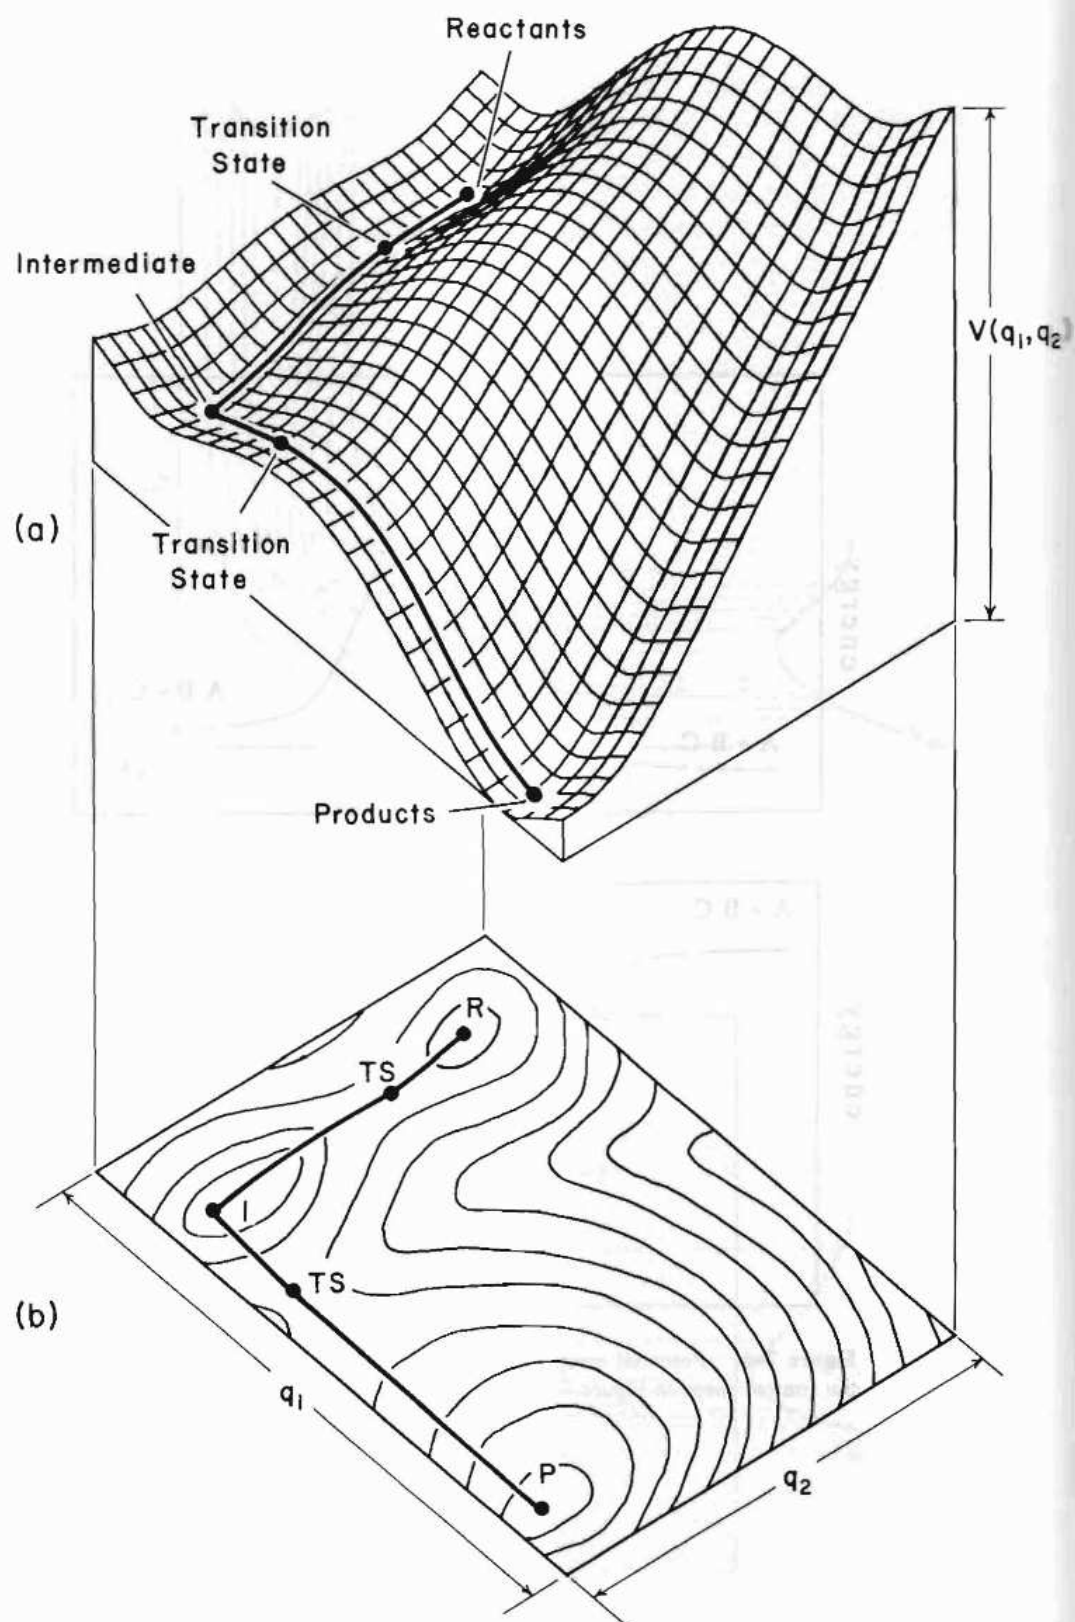 Reactants
Transition
State
Intermediate
V(q₁,q₂)
(a)
Transition
State
Products
R
TS
I
TS
(b)
q₁
P
q₂